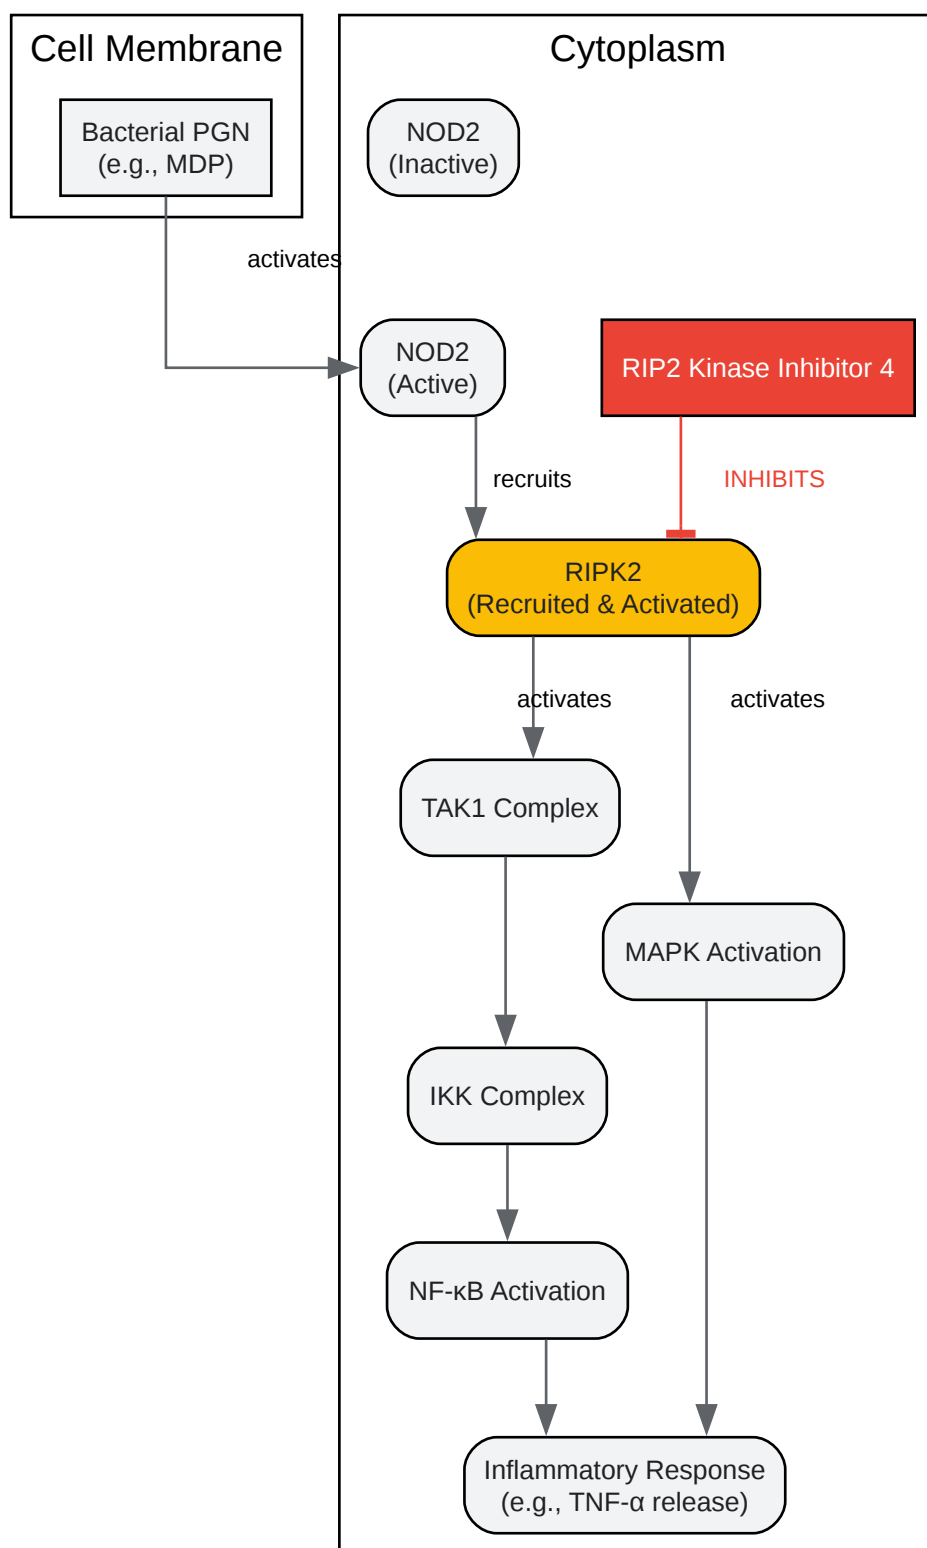 Cell Membrane
Cytoplasm
Bacterial PGN
(e.g., MDP)
NOD2
(Inactive)
activates
NOD2
(Active)
RIP2 Kinase Inhibitor 4
recruits
INHIBITS
RIPK2
(Recruited & Activated)
activates
activates
TAK1 Complex
MAPK Activation
IKK Complex
NF-κB Activation
Inflammatory Response
(e.g., TNF-α release)